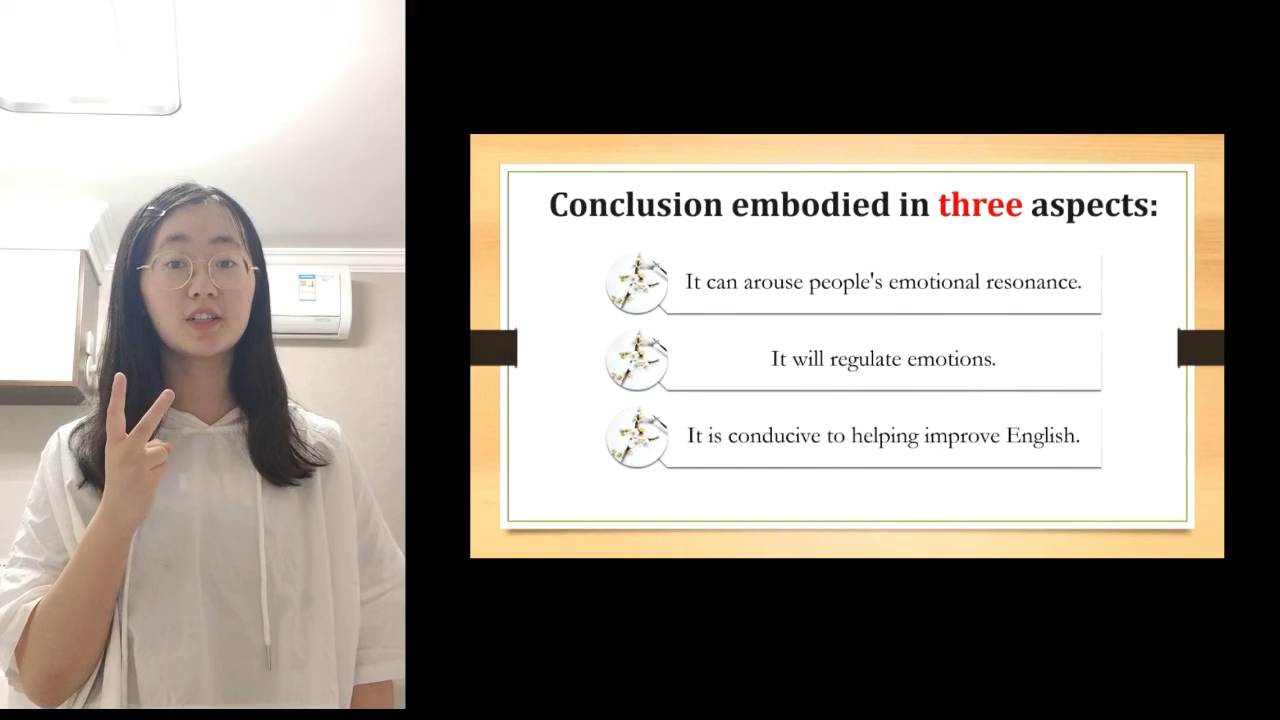 Conclusion embodied in three aspects:
It can arouse people's emotional resonance.
It will regulate emotions.
It is conducive to helping improve English.